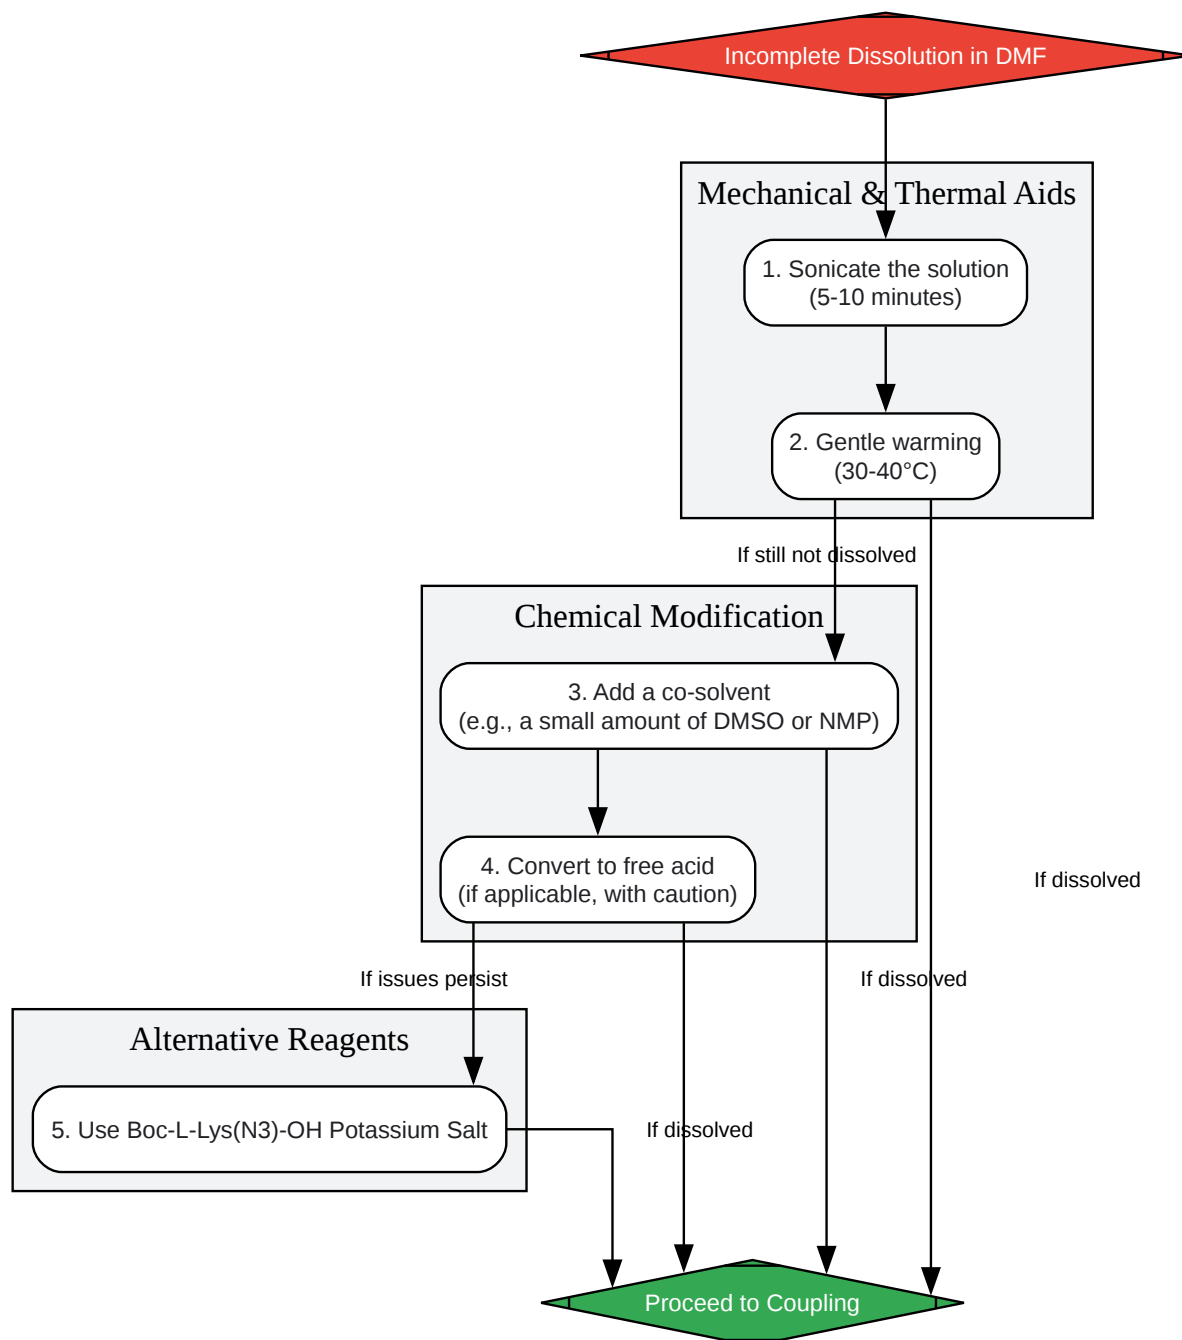 Incomplete Dissolution in DMF
Mechanical & Thermal Aids
1. Sonicate the solution
(5-10 minutes)
2. Gentle warming
(30-40°C)
If still not dissolved
Chemical Modification
3. Add a co-solvent
(e.g., a small amount of DMSO or NMP)
4. Convert to free acid
(if applicable, with caution)
If dissolved
If issues persist
If dissolved
Alternative Reagents
5. Use Boc-L-Lys(N3)-OH Potassium Salt
If dissolved
Proceed to Coupling